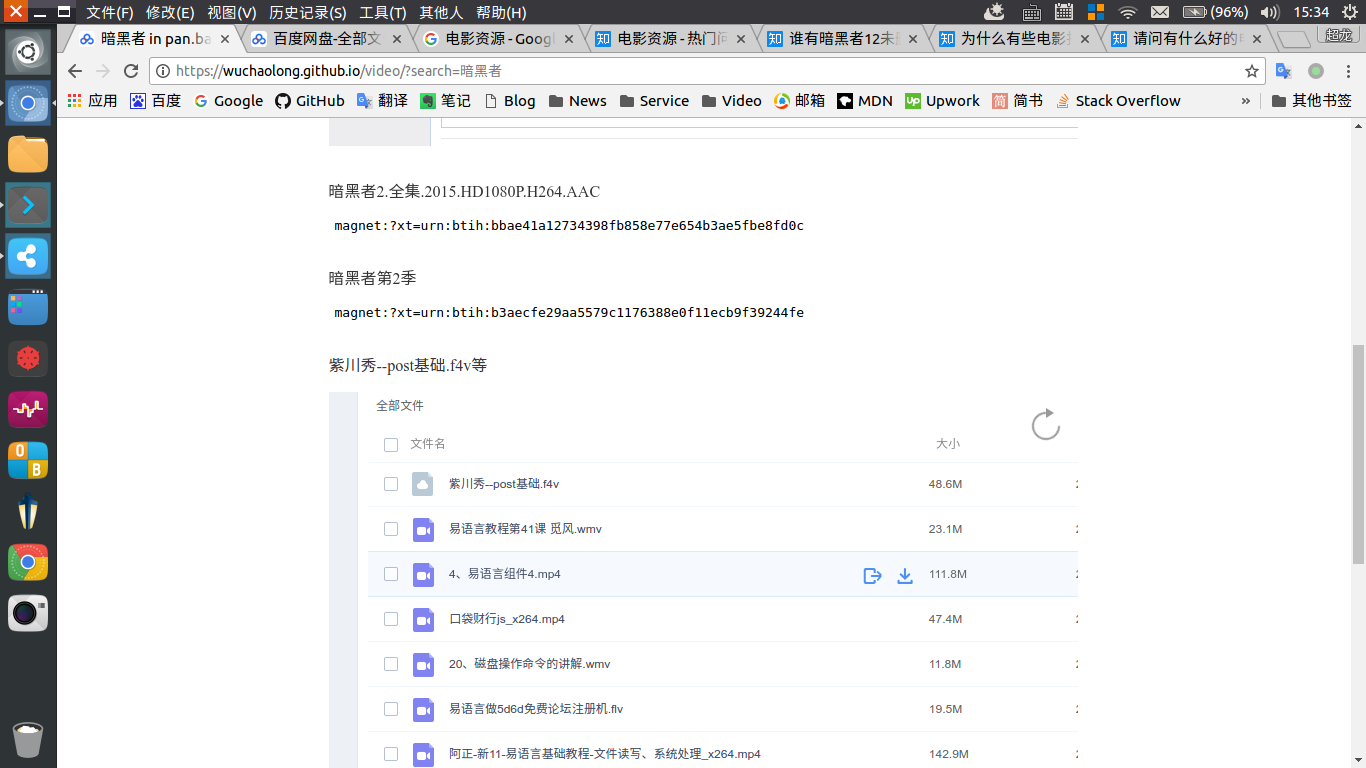 文件(F) 修改(E) 视图(V) 历史记录(S) 工具(T) 其他人 帮助(H) (96%) 15:34
暗黑者 in pan.ba 百度网盘-全部文 电影资源 - Googl 电影资源 - 热门问 谁有暗黑者12未 为什么有些电影 请问有什么好的 超龙
https://wuchaolong.github.io/video/?search=暗黑者
应用 百度 Google GitHub 翻译 笔记 Blog News Service Video 邮箱 MDN Upwork 简书 Stack Overflow » 其他书签
暗黑者2.全集.2015.HD1080P.H264.AAC
magnet:?xt=urn:btih:bbae41a12734398fb858e77e654b3ae5fbe8fd0c
暗黑者第2季
magnet:?xt=urn:btih:b3aecfe29aa5579c1176388e0f11ecb9f39244fe
紫川秀--post基础.f4v等
全部文件
文件名 大小
紫川秀--post基础.f4v 48.6M
易语言教程第41课 觅风.wmv 23.1M
4、易语言组件4.mp4 111.8M
口袋财行js_x264.mp4 47.4M
20、磁盘操作命令的讲解.wmv 11.8M
易语言做5d6d免费论坛注册机.flv 19.5M
阿正-新11-易语言基础教程-文件读写、系统处理_x264.mp4 142.9M